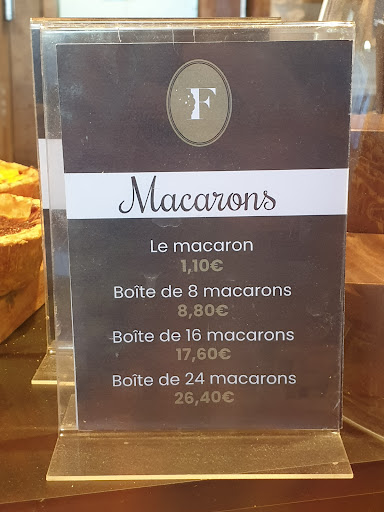 F
Macarons
Le macaron
1,10€
Boîte de 8 macarons
8,80€
Boîte de 16 macarons
17,60€
Boîte de 24 macarons
26,40€